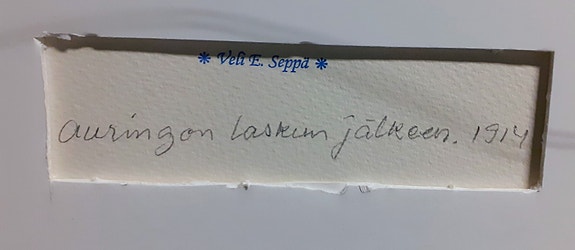 * Veli E. Seppä *
auringon laskun jälkeen. 1914